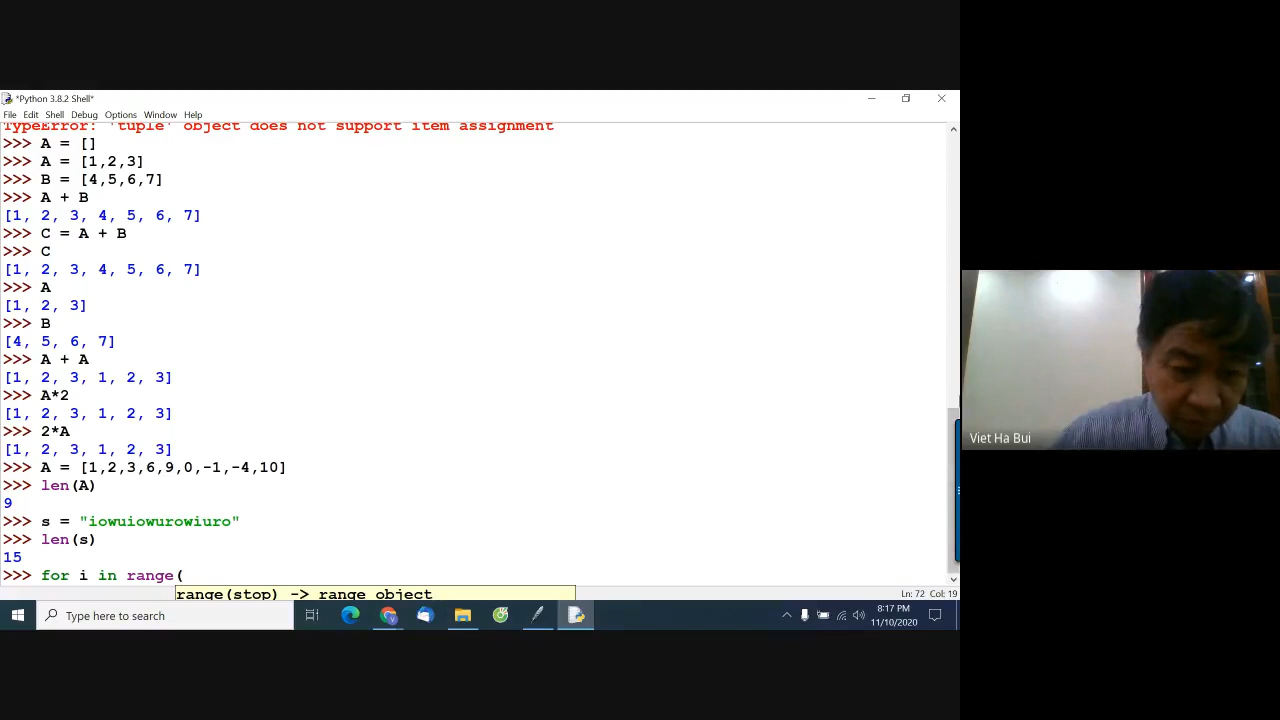 *Python 3.8.2 Shell*
File Edit Shell Debug Options Window Help
TypeError: 'tuple' object does not support item assignment
>>> A = []
>>> A = [1,2,3]
>>> B = [4,5,6,7]
>>> A + B
[1, 2, 3, 4, 5, 6, 7]
>>> C = A + B
>>> C
[1, 2, 3, 4, 5, 6, 7]
>>> A
[1, 2, 3]
>>> B
[4, 5, 6, 7]
>>> A + A
[1, 2, 3, 1, 2, 3]
>>> A*2
[1, 2, 3, 1, 2, 3]
>>> 2*A
[1, 2, 3, 1, 2, 3]
>>> A = [1,2,3,6,9,0,-1,-4,10]
>>> len(A)
9
>>> s = "iowuiowurowiuro"
>>> len(s)
15
>>> for i in range(
range(stop) -> range object
Ln: 72 Col: 19
Type here to search
8:17 PM
11/10/2020
Viet Ha Bui